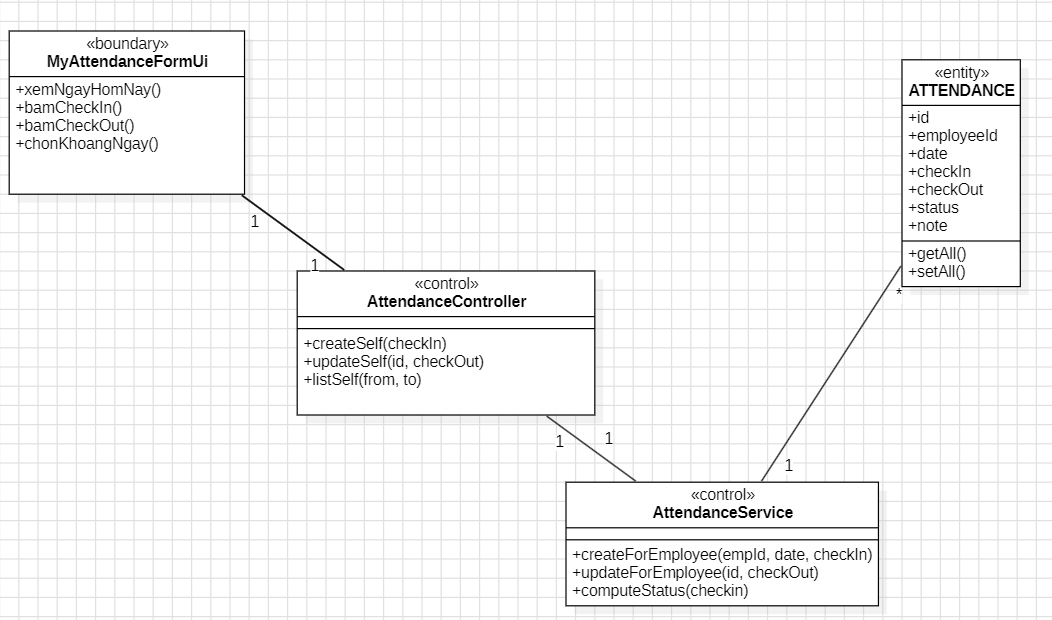 «boundary»
MyAttendanceFormUi
+xemNgayHomNay()
+bamCheckIn()
+bamCheckOut()
+chonKhoangNgay()
1
1
«control»
AttendanceController
+createSelf(checkIn)
+updateSelf(id, checkOut)
+listSelf(from, to)
1
1
«control»
AttendanceService
+createForEmployee(empId, date, checkIn)
+updateForEmployee(id, checkOut)
+computeStatus(checkin)
1
*
«entity»
ATTENDANCE
+id
+employeeId
+date
+checkIn
+checkOut
+status
+note
+getAll()
+setAll()